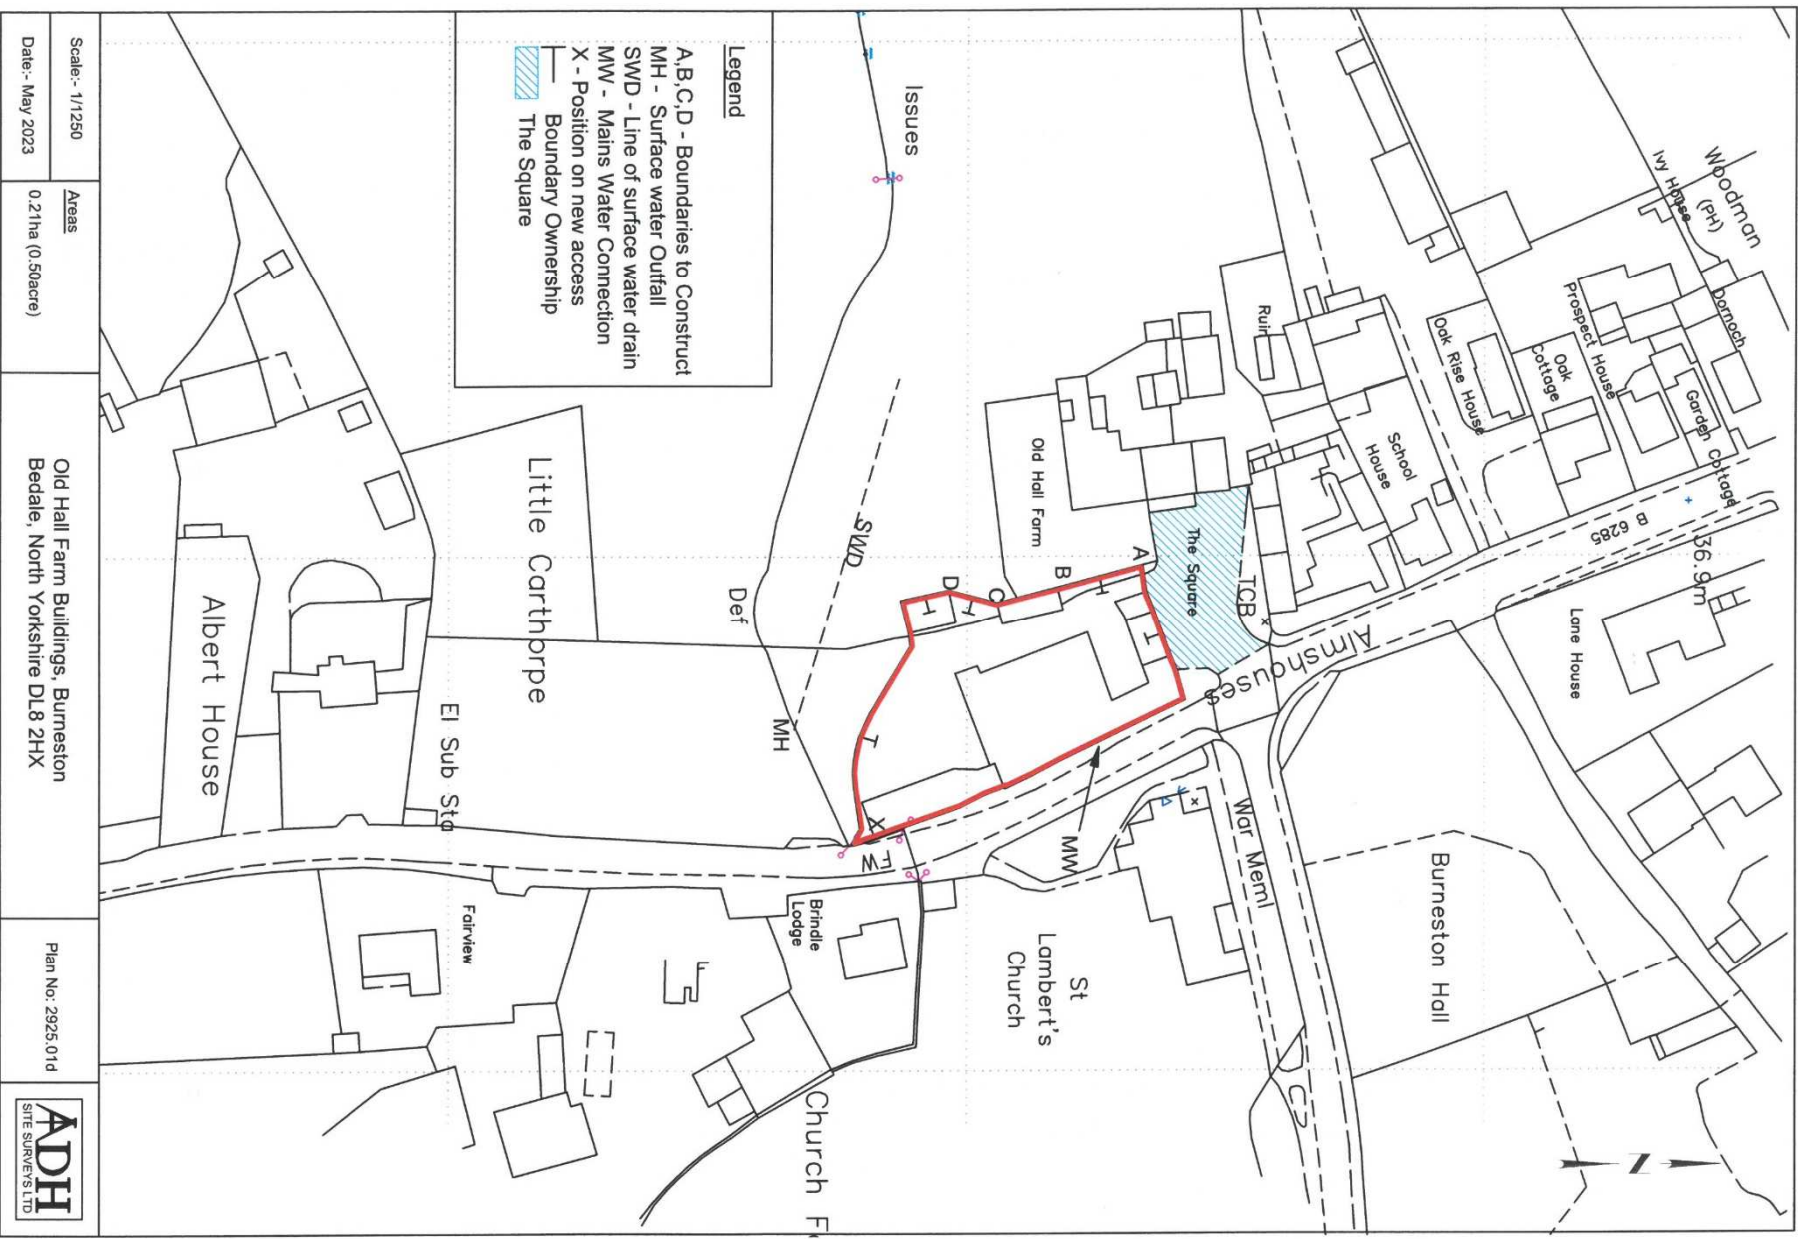 Legend
A,B,C,D - Boundaries to Construct
MH - Surface water Outfall
SWD - Line of surface water drain
MW - Mains Water Connection
X - Position on new access
Boundary Ownership
The Square
Issues
Woodman
(PH)
Ivy House
Dornoch
Prospect House
Garden Cottage
Oak
Cottage
Oak Rise House
School
House
Ruin
B 6285
36.9m
Lane House
Old Hall Farm
The Square
TCB
Almshouses
A
B
C
D
H
H
H
T
T
SWD
Def
MH
X
FW
MW
War Meml
Burneston Hall
St
Lambert's
Church
Little Carthorpe
Albert House
El Sub Sta
Brindle
Lodge
Fairview
Church F
N
Scale:- 1/1250
Date:- May 2023
Areas
0.21ha (0.50acre)
Old Hall Farm Buildings, Burneston
Bedale, North Yorkshire DL8 2HX
Plan No: 2925.01d
ADH
SITE SURVEYS LTD